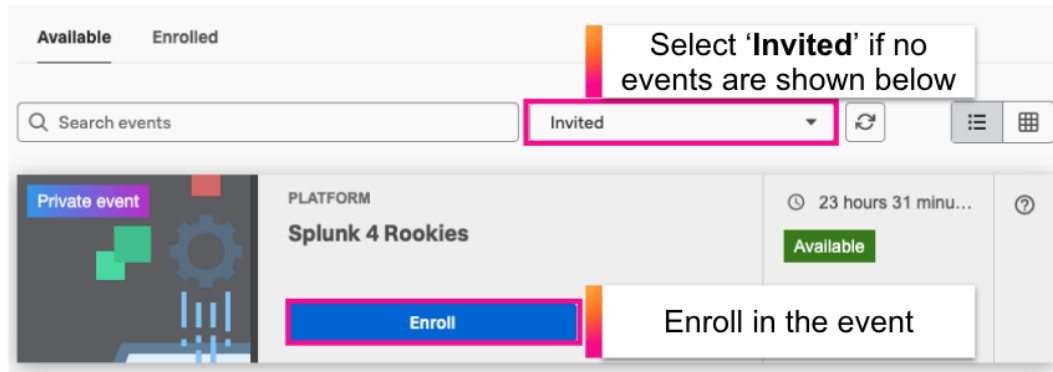 Available Enrolled
Select ‘Invited’ if no
events are shown below
Search events
Invited
Private event
PLATFORM
Splunk 4 Rookies
23 hours 31 minu...
Available
Enroll
Enroll in the event